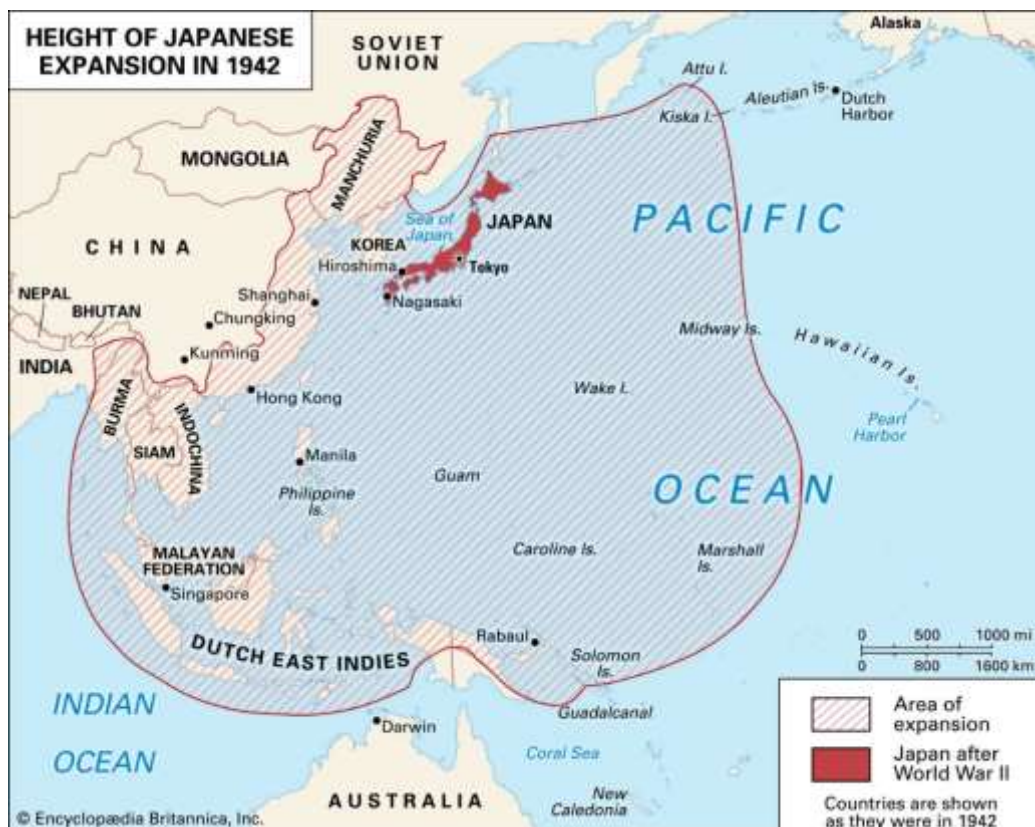 HEIGHT OF JAPANESE
EXPANSION IN 1942
SOVIET
UNION
Alaska
Attu I.
Aleutian Is.
Kiska I.
Dutch
Harbor
MONGOLIA
MANCHURIA
PACIFIC
Sea of
Japan
JAPAN
CHINA
KOREA
Hiroshima
Tokyo
NEPAL
BHUTAN
Shanghai
Nagasaki
Chungking
Midway Is.
Hawaiian Is.
INDIA
Kunming
Wake I.
BURMA
INDOCHINA
Hong Kong
Pearl
Harbor
SIAM
Manila
Guam
OCEAN
Philippine
Is.
Caroline Is.
Marshall
Is.
MALAYAN
FEDERATION
Singapore
Rabaul
DUTCH EAST INDIES
Solomon
Is.
0 500 1000 mi
0 800 1600 km
INDIAN
OCEAN
Guadalcanal
Darwin
Coral Sea
AUSTRALIA
New
Caledonia
Area of
expansion
Japan after
World War II
Countries are shown
as they were in 1942
© Encyclopædia Britannica, Inc.